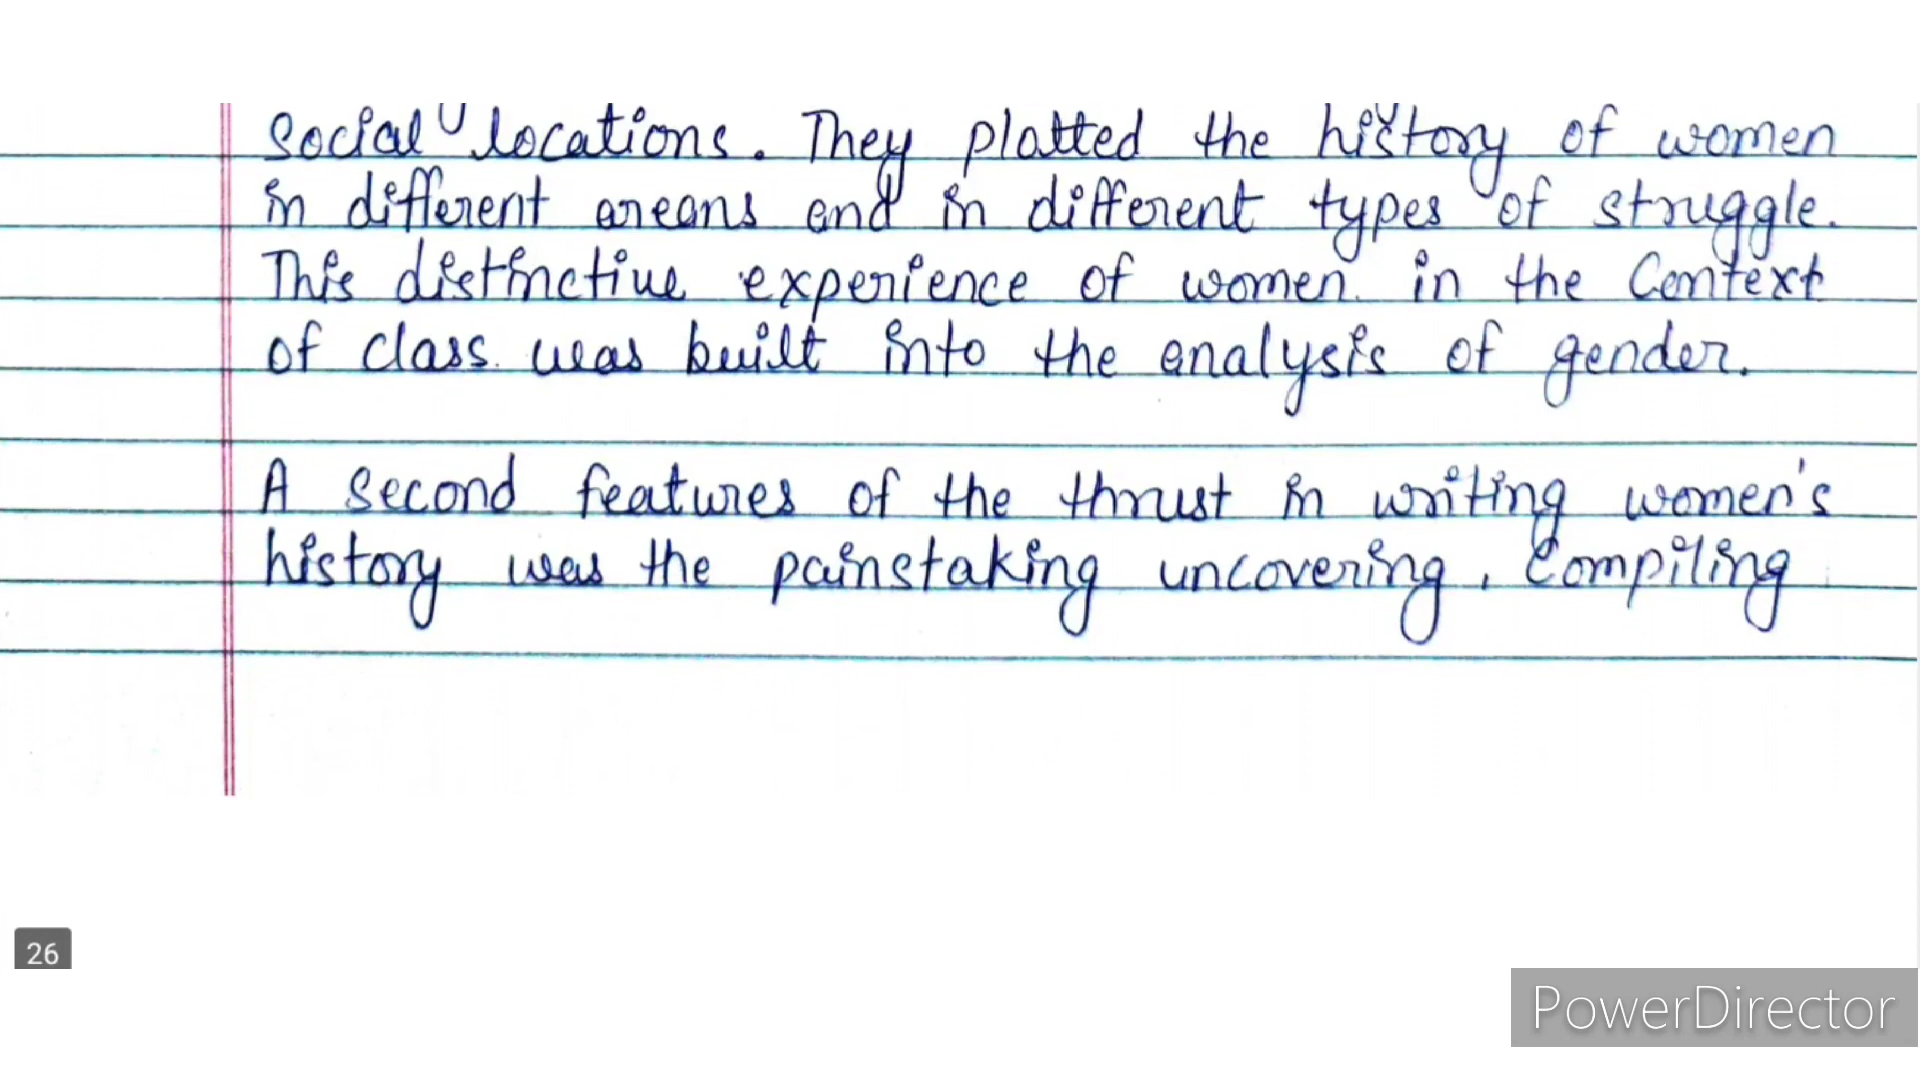 Social locations. They plotted the history of women
in different areans and in different types of struggle.
This distinctive experience of women in the Context
of class was built into the analysis of gender.
A second features of the thrust in writing women's
history was the painstaking uncovering, Compiling
26
PowerDirector